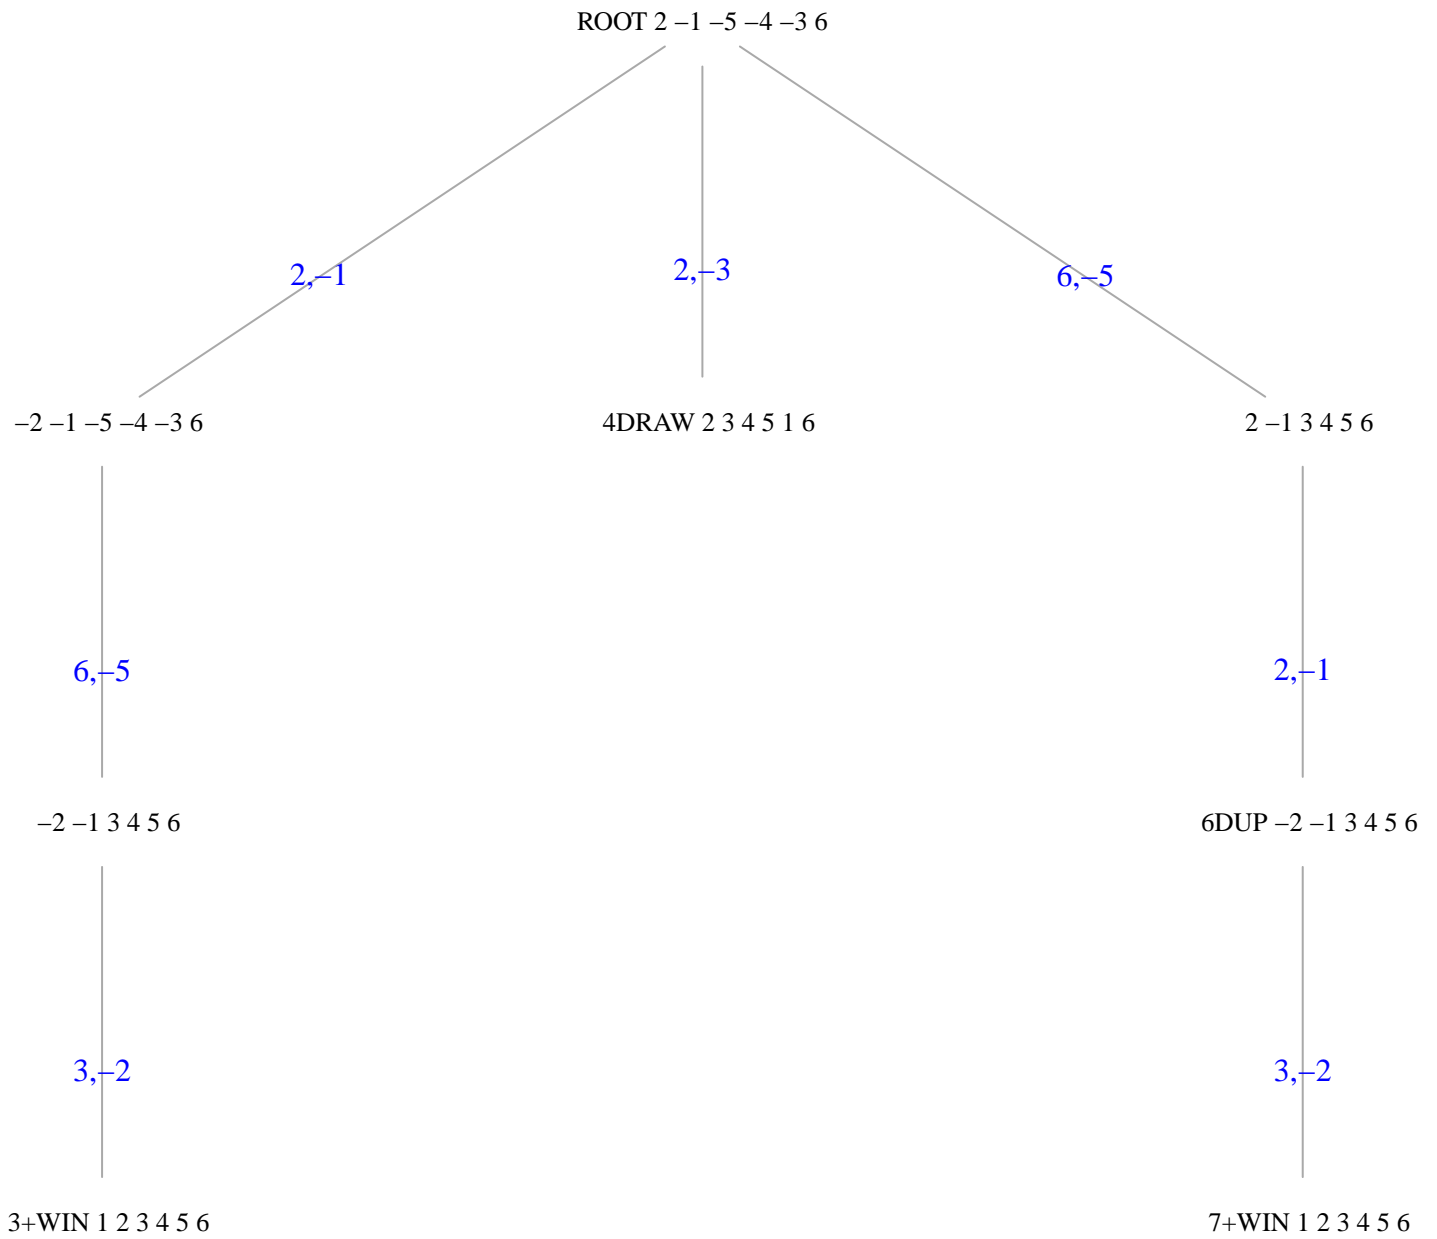 ROOT 2 –1 –5 –4 –3 6
2,–1
2,–3
6,–5
–2 –1 –5 –4 –3 6
4DRAW 2 3 4 5 1 6
2 –1 3 4 5 6
6,–5
2,–1
–2 –1 3 4 5 6
6DUP –2 –1 3 4 5 6
3,–2
3,–2
3+WIN 1 2 3 4 5 6
7+WIN 1 2 3 4 5 6